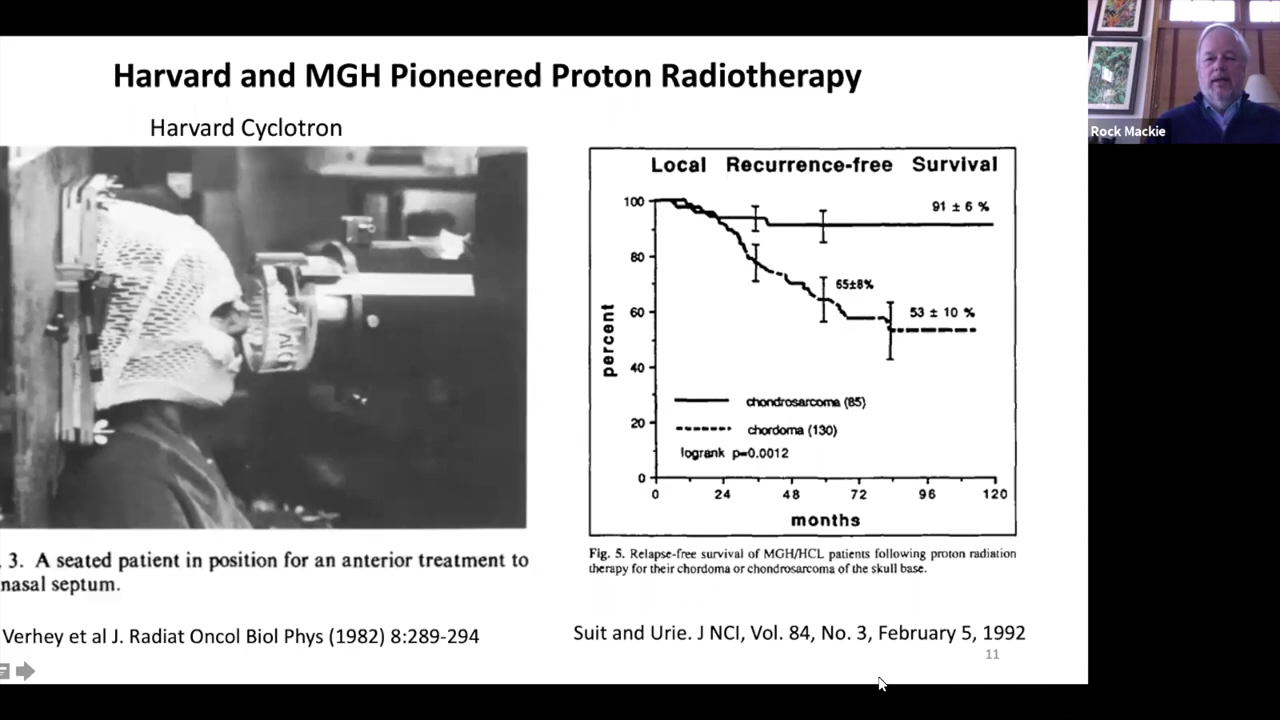 Harvard and MGH Pioneered Proton Radiotherapy
Rock Mackie
Harvard Cyclotron
Local Recurrence-free Survival
100
80
60
40
20
0
percent
91 ± 6 %
65±8%
53 ± 10 %
chondrosarcoma (85)
chordoma (130)
logrank p=0.0012
0 24 48 72 96 120
months
3. A seated patient in position for an anterior treatment to
nasal septum.
Fig. 5. Relapse-free survival of MGH/HCL patients following proton radiation
therapy for their chordoma or chondrosarcoma of the skull base.
Verhey et al J. Radiat Oncol Biol Phys (1982) 8:289-294
Suit and Urie. J NCI, Vol. 84, No. 3, February 5, 1992
11